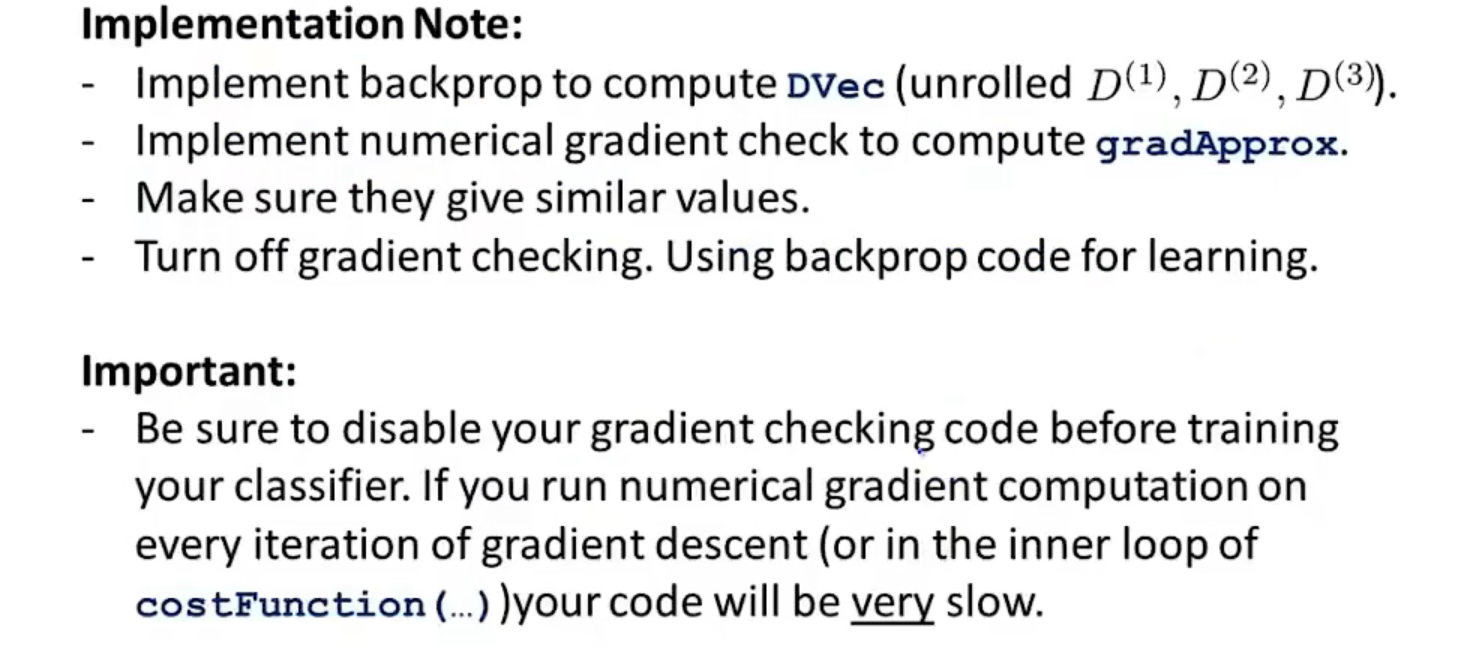 Implementation Note:
- Implement backprop to compute DVec (unrolled D⁽¹⁾, D⁽²⁾, D⁽³⁾).
- Implement numerical gradient check to compute gradApprox.
- Make sure they give similar values.
- Turn off gradient checking. Using backprop code for learning.
Important:
- Be sure to disable your gradient checking code before training
your classifier. If you run numerical gradient computation on
every iteration of gradient descent (or in the inner loop of
costFunction(…))your code will be very slow.